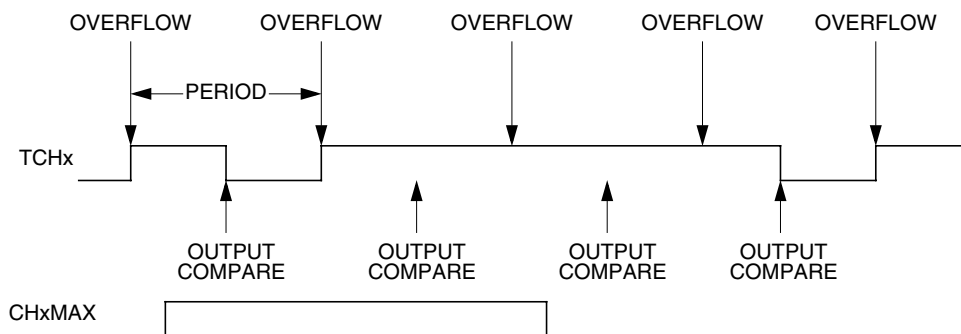 OVERFLOW OVERFLOW OVERFLOW OVERFLOW OVERFLOW
PERIOD
TCHx
OUTPUT COMPARE
OUTPUT COMPARE
OUTPUT COMPARE
OUTPUT COMPARE
CHxMAX